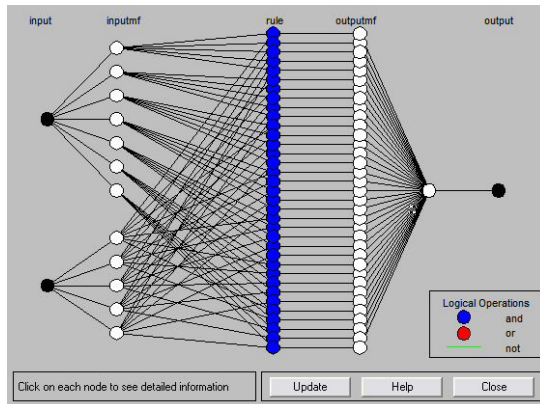 input inputmf rule outputmf output
Logical Operations
and
or
not
Click on each node to see detailed information Update Help Close